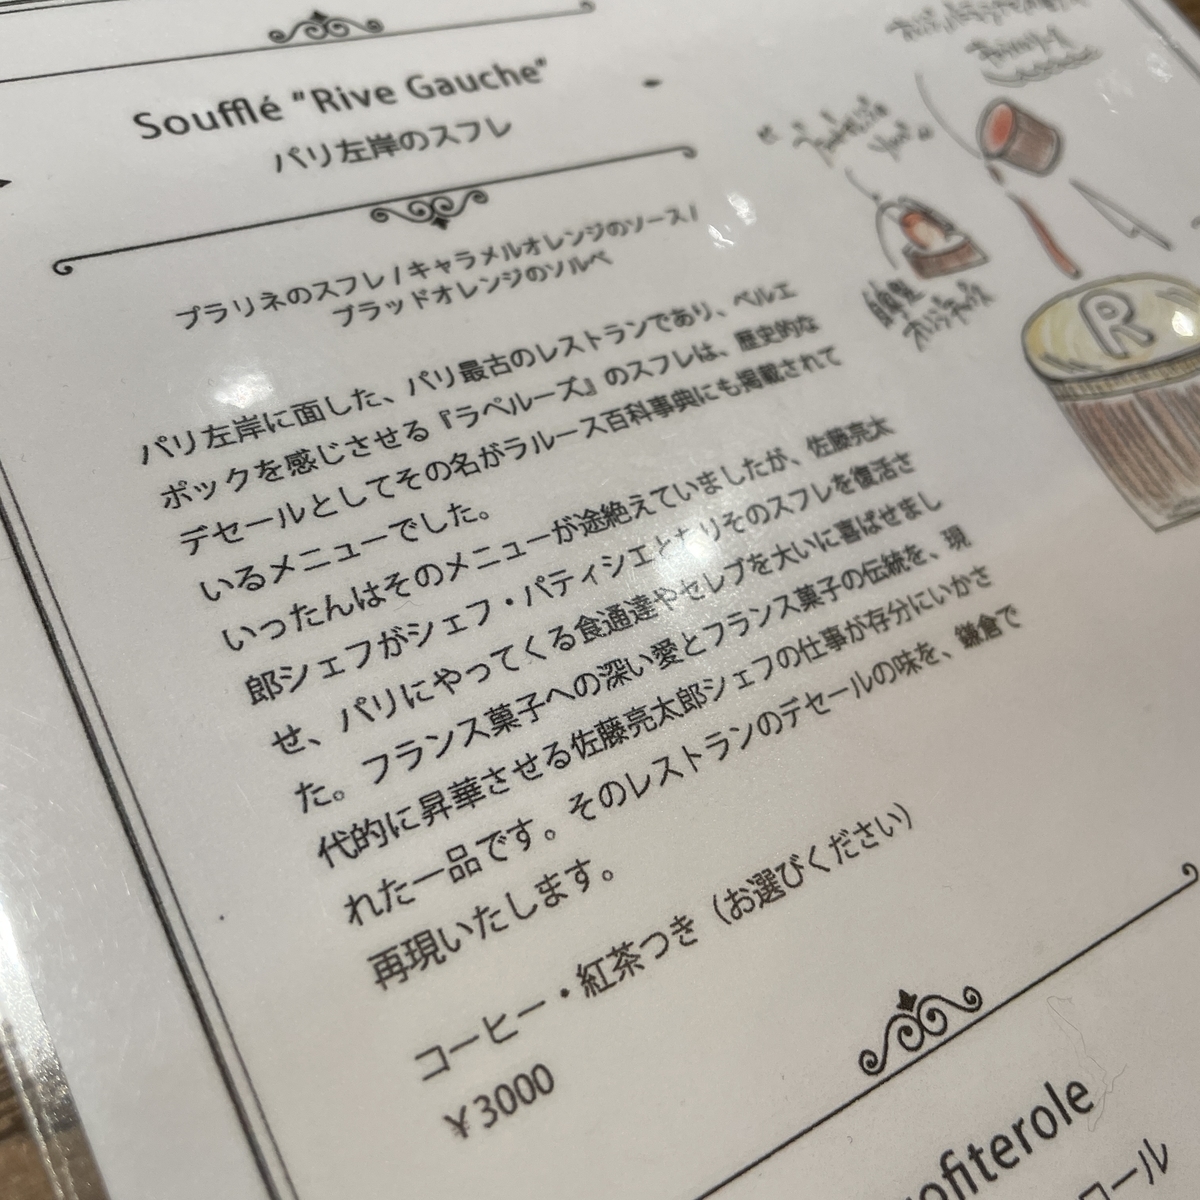 Soufflé "Rive Gauche"
パリ左岸のスフレ
プラリネのスフレ / キャラメルオレンジのソース /
ブラッドオレンジのソルベ
パリ左岸に面した、パリ最古のレストランであり、ベルエ
ポックを感じさせる『ラペルーズ』のスフレは、歴史的な
デセールとしてその名がラルース百科事典にも掲載されて
いるメニューでした。
いったんはそのメニューが途絶えていましたが、佐藤亮太
郎シェフがシェフ・パティシエとなりそのスフレを復活さ
せ、パリにやってくる食通達やセレブを大いに喜ばせまし
た。フランス菓子への深い愛とフランス菓子の伝統を、現
代的に昇華させる佐藤亮太郎シェフの仕事が存分にいかさ
れた一品です。そのレストランのデセールの味を、鎌倉で
再現いたします。
コーヒー・紅茶つき（お選びください）
¥3000
R
ofiterole
ロール